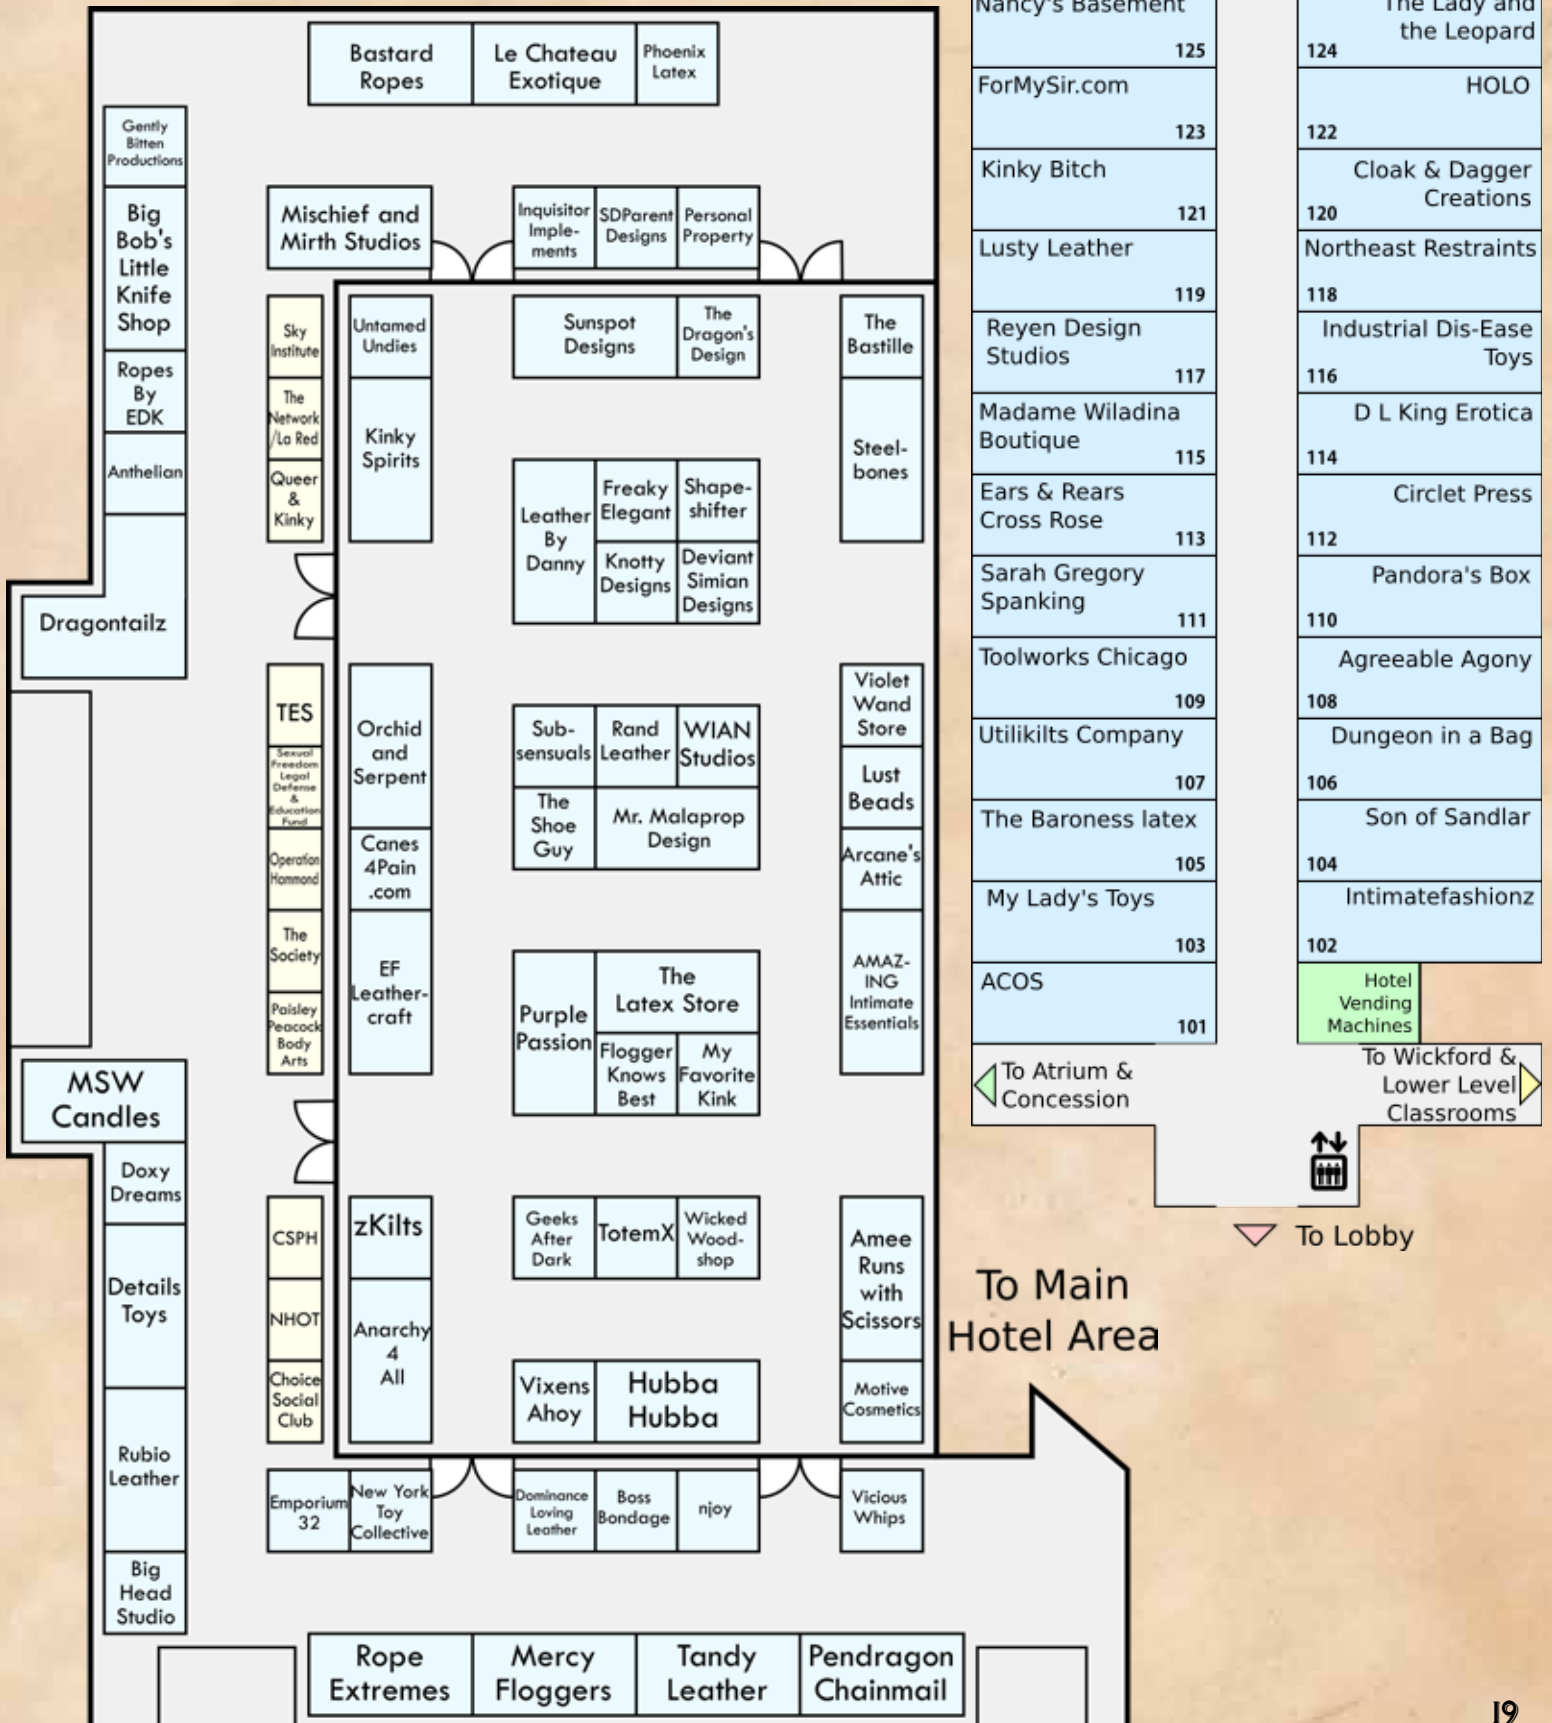 Bastard
Ropes
Le Chateau
Exotique
Phoenix
Latex
Gently
Bitten
Productions
Big
Bob's
Little
Knife
Shop
Ropes
By
EDK
Anthelian
Dragontailz
MSW
Candles
Doxy
Dreams
Details
Toys
Rubio
Leather
Big
Head
Studio
Mischief and
Mirth Studios
Inquisitor
Imple-
ments
SDParent
Designs
Personal
Property
Sky
Institute
The
Network
/La Red
Queer
&
Kinky
TES
Sexual
Freedom
Legal
Defense
&
Education
Fund
Operation
Hammond
The
Society
Paisley
Peacock
Body
Arts
CSPH
NHOT
Choice
Social
Club
Untamed
Undies
Kinky
Spirits
Orchid
and
Serpent
Canes
4Pain
.com
EF
Leather-
craft
zKilts
Anarchy
4
All
Sunspot
Designs
The
Dragon's
Design
Leather
By
Danny
Freaky
Elegant
Shape-
shifter
Knotty
Designs
Deviant
Simian
Designs
Sub-
sensuals
Rand
Leather
WIAN
Studios
The
Shoe
Guy
Mr. Malaprop
Design
Purple
Passion
The
Latex Store
Flogger
Knows
Best
My
Favorite
Kink
Geeks
After
Dark
TotemX
Wicked
Wood-
shop
Vixens
Ahoy
Hubba
Hubba
The
Bastille
Steel-
bones
Violet
Wand
Store
Lust
Beads
Arcane's
Attic
AMAZ-
ING
Intimate
Essentials
Amee
Runs
with
Scissors
Motive
Cosmetics
Emporium
32
New York
Toy
Collective
Dominance
Loving
Leather
Boss
Bondage
njoy
Vicious
Whips
Rope
Extremes
Mercy
Floggers
Tandy
Leather
Pendragon
Chainmail
Nancy's Basement
125
ForMySir.com
123
Kinky Bitch
121
Lusty Leather
119
Reyen Design
Studios
117
Madame Wiladina
Boutique
115
Ears & Rears
Cross Rose
113
Sarah Gregory
Spanking
111
Toolworks Chicago
109
Utilikilts Company
107
The Baroness latex
105
My Lady's Toys
103
ACOS
101
The Lady and
the Leopard
124
HOLO
122
Cloak & Dagger
Creations
120
Northeast Restraints
118
Industrial Dis-Ease
Toys
116
D L King Erotica
114
Circlet Press
112
Pandora's Box
110
Agreeable Agony
108
Dungeon in a Bag
106
Son of Sandlar
104
Intimatefashionz
102
Hotel
Vending
Machines
To Atrium &
Concession
To Wickford &
Lower Level
Classrooms
To Lobby
To Main
Hotel Area
19